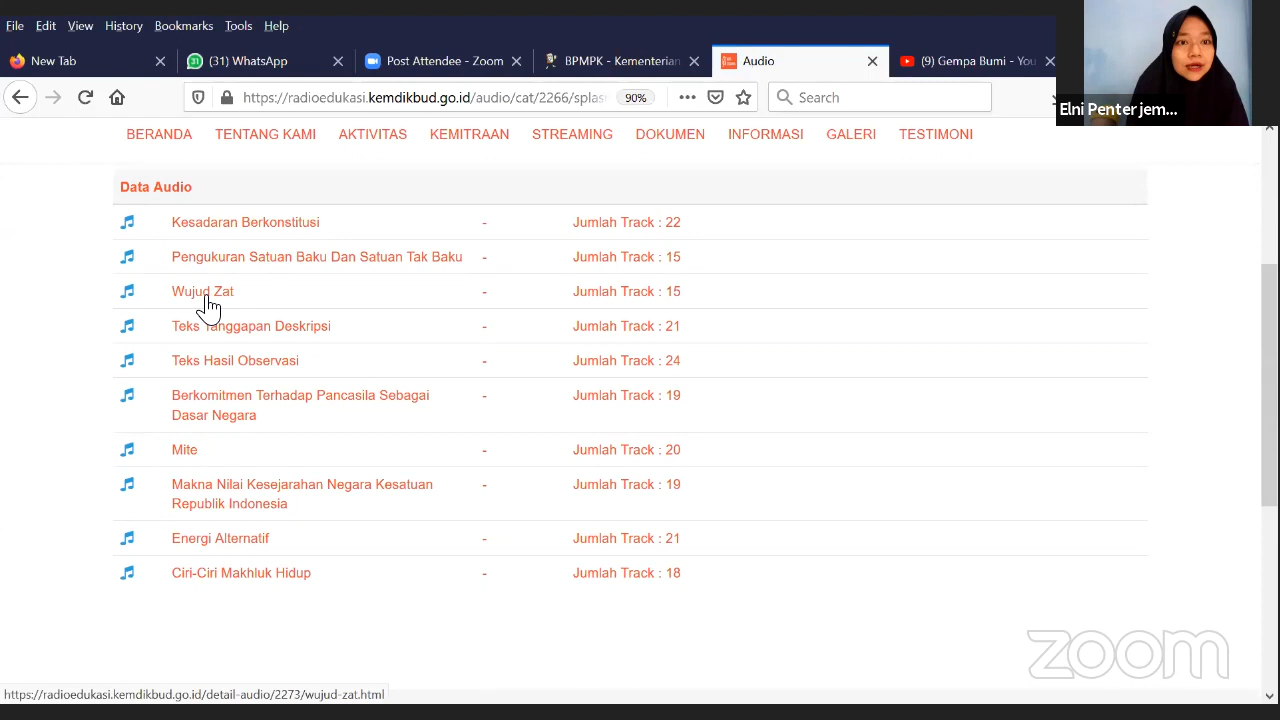 File Edit View History Bookmarks Tools Help
New Tab
(31) WhatsApp
Post Attendee - Zoom
BPMPK - Kementerian
Audio
(9) Gempa Bumi - You
https://radioedukasi.kemdikbud.go.id/audio/cat/2266/splas
90%
Search
Elni Penterjem...
BERANDA TENTANG KAMI AKTIVITAS KEMITRAAN STREAMING DOKUMEN INFORMASI GALERI TESTIMONI
Data Audio
Kesadaran Berkonstitusi - Jumlah Track : 22
Pengukuran Satuan Baku Dan Satuan Tak Baku - Jumlah Track : 15
Wujud Zat - Jumlah Track : 15
Teks Tanggapan Deskripsi - Jumlah Track : 21
Teks Hasil Observasi - Jumlah Track : 24
Berkomitmen Terhadap Pancasila Sebagai - Jumlah Track : 19
Dasar Negara
Mite - Jumlah Track : 20
Makna Nilai Kesejarahan Negara Kesatuan - Jumlah Track : 19
Republik Indonesia
Energi Alternatif - Jumlah Track : 21
Ciri-Ciri Makhluk Hidup - Jumlah Track : 18
zoom
https://radioedukasi.kemdikbud.go.id/detail-audio/2273/wujud-zat.html